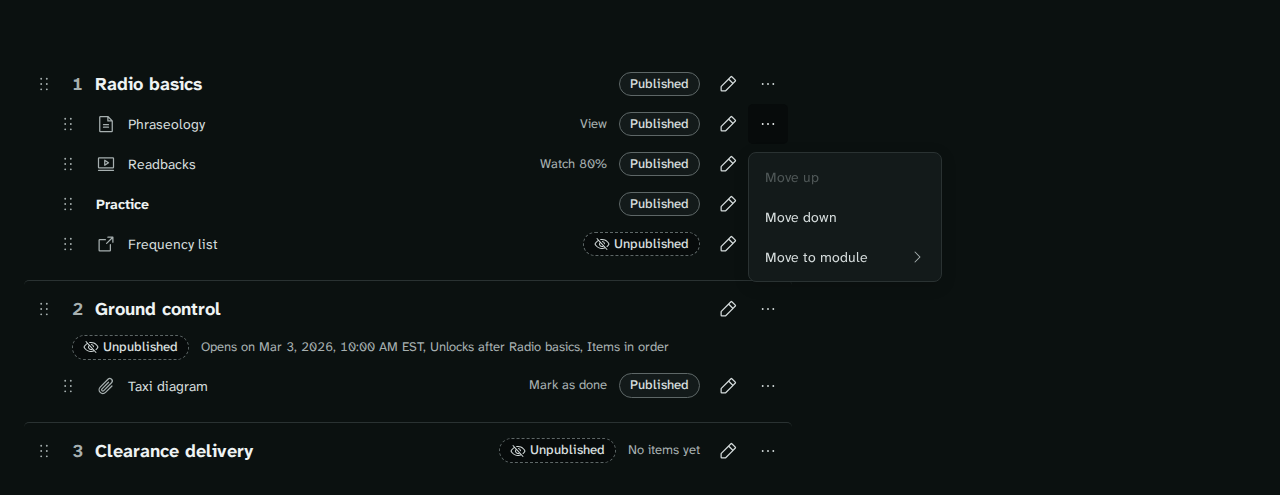 1 Radio basics Published
Phraseology View Published
Readbacks Watch 80% Published
Move up
Practice Published
Move down
Frequency list Unpublished
Move to module
2 Ground control
Unpublished Opens on Mar 3, 2026, 10:00 AM EST, Unlocks after Radio basics, Items in order
Taxi diagram Mark as done Published
3 Clearance delivery Unpublished No items yet